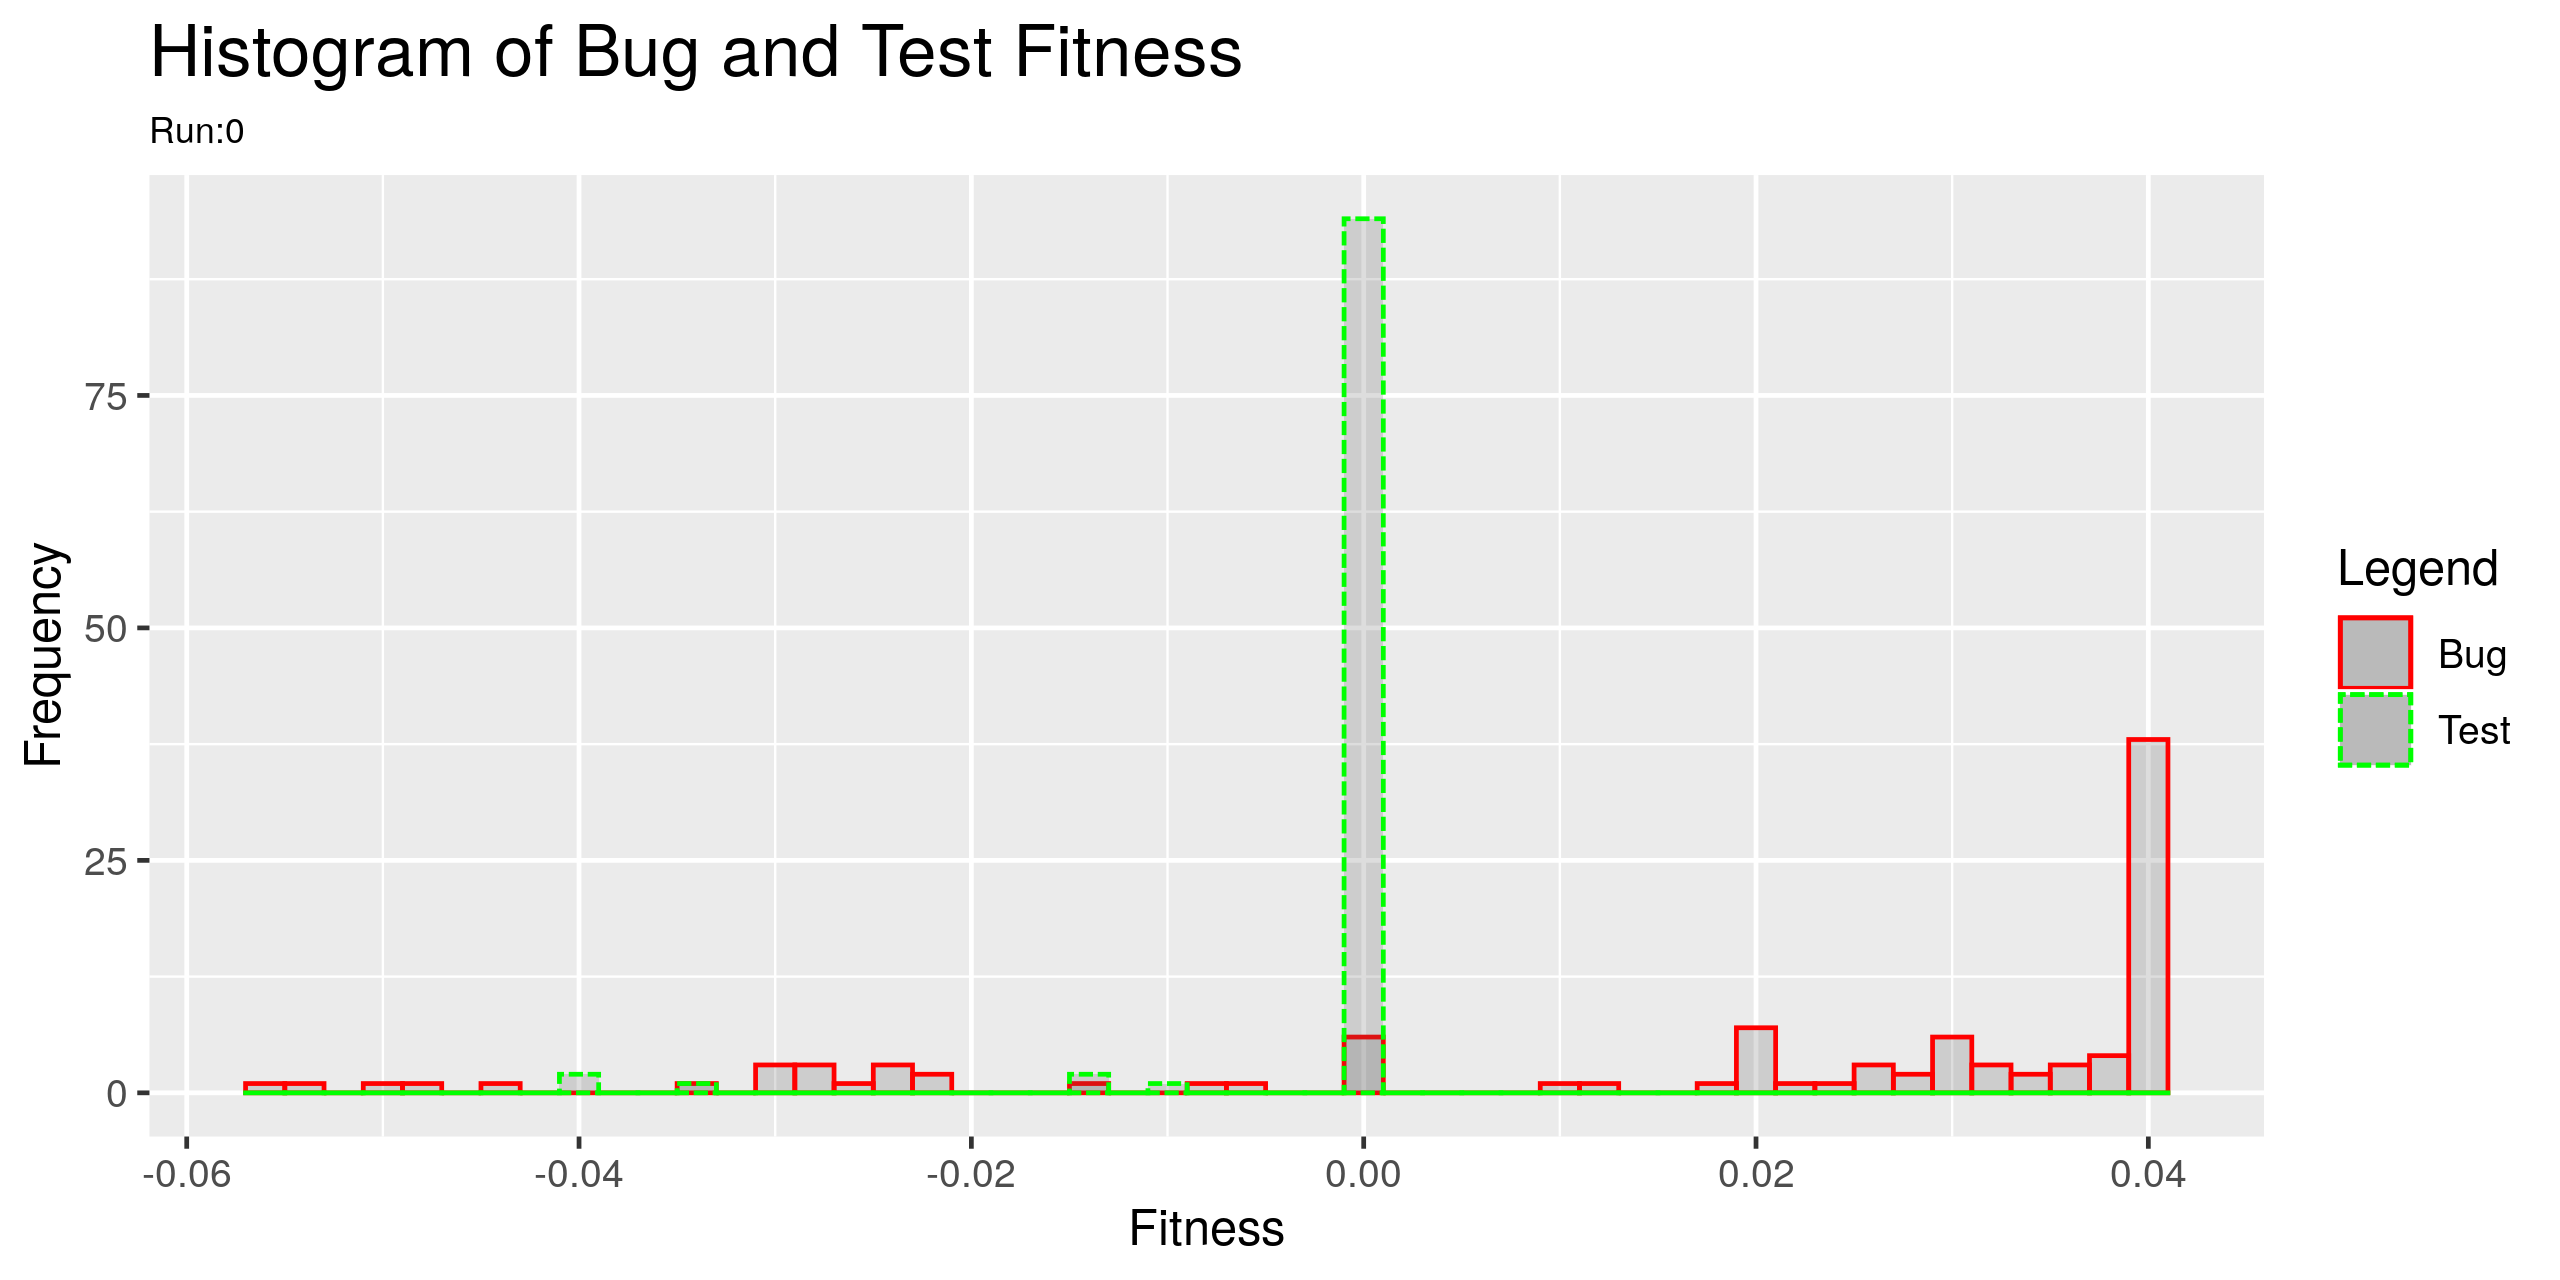 Histogram of Bug and Test Fitness
Run:0
Frequency
75
50
25
0
-0.06 -0.04 -0.02 0.00 0.02 0.04
Fitness
Legend
Bug
Test